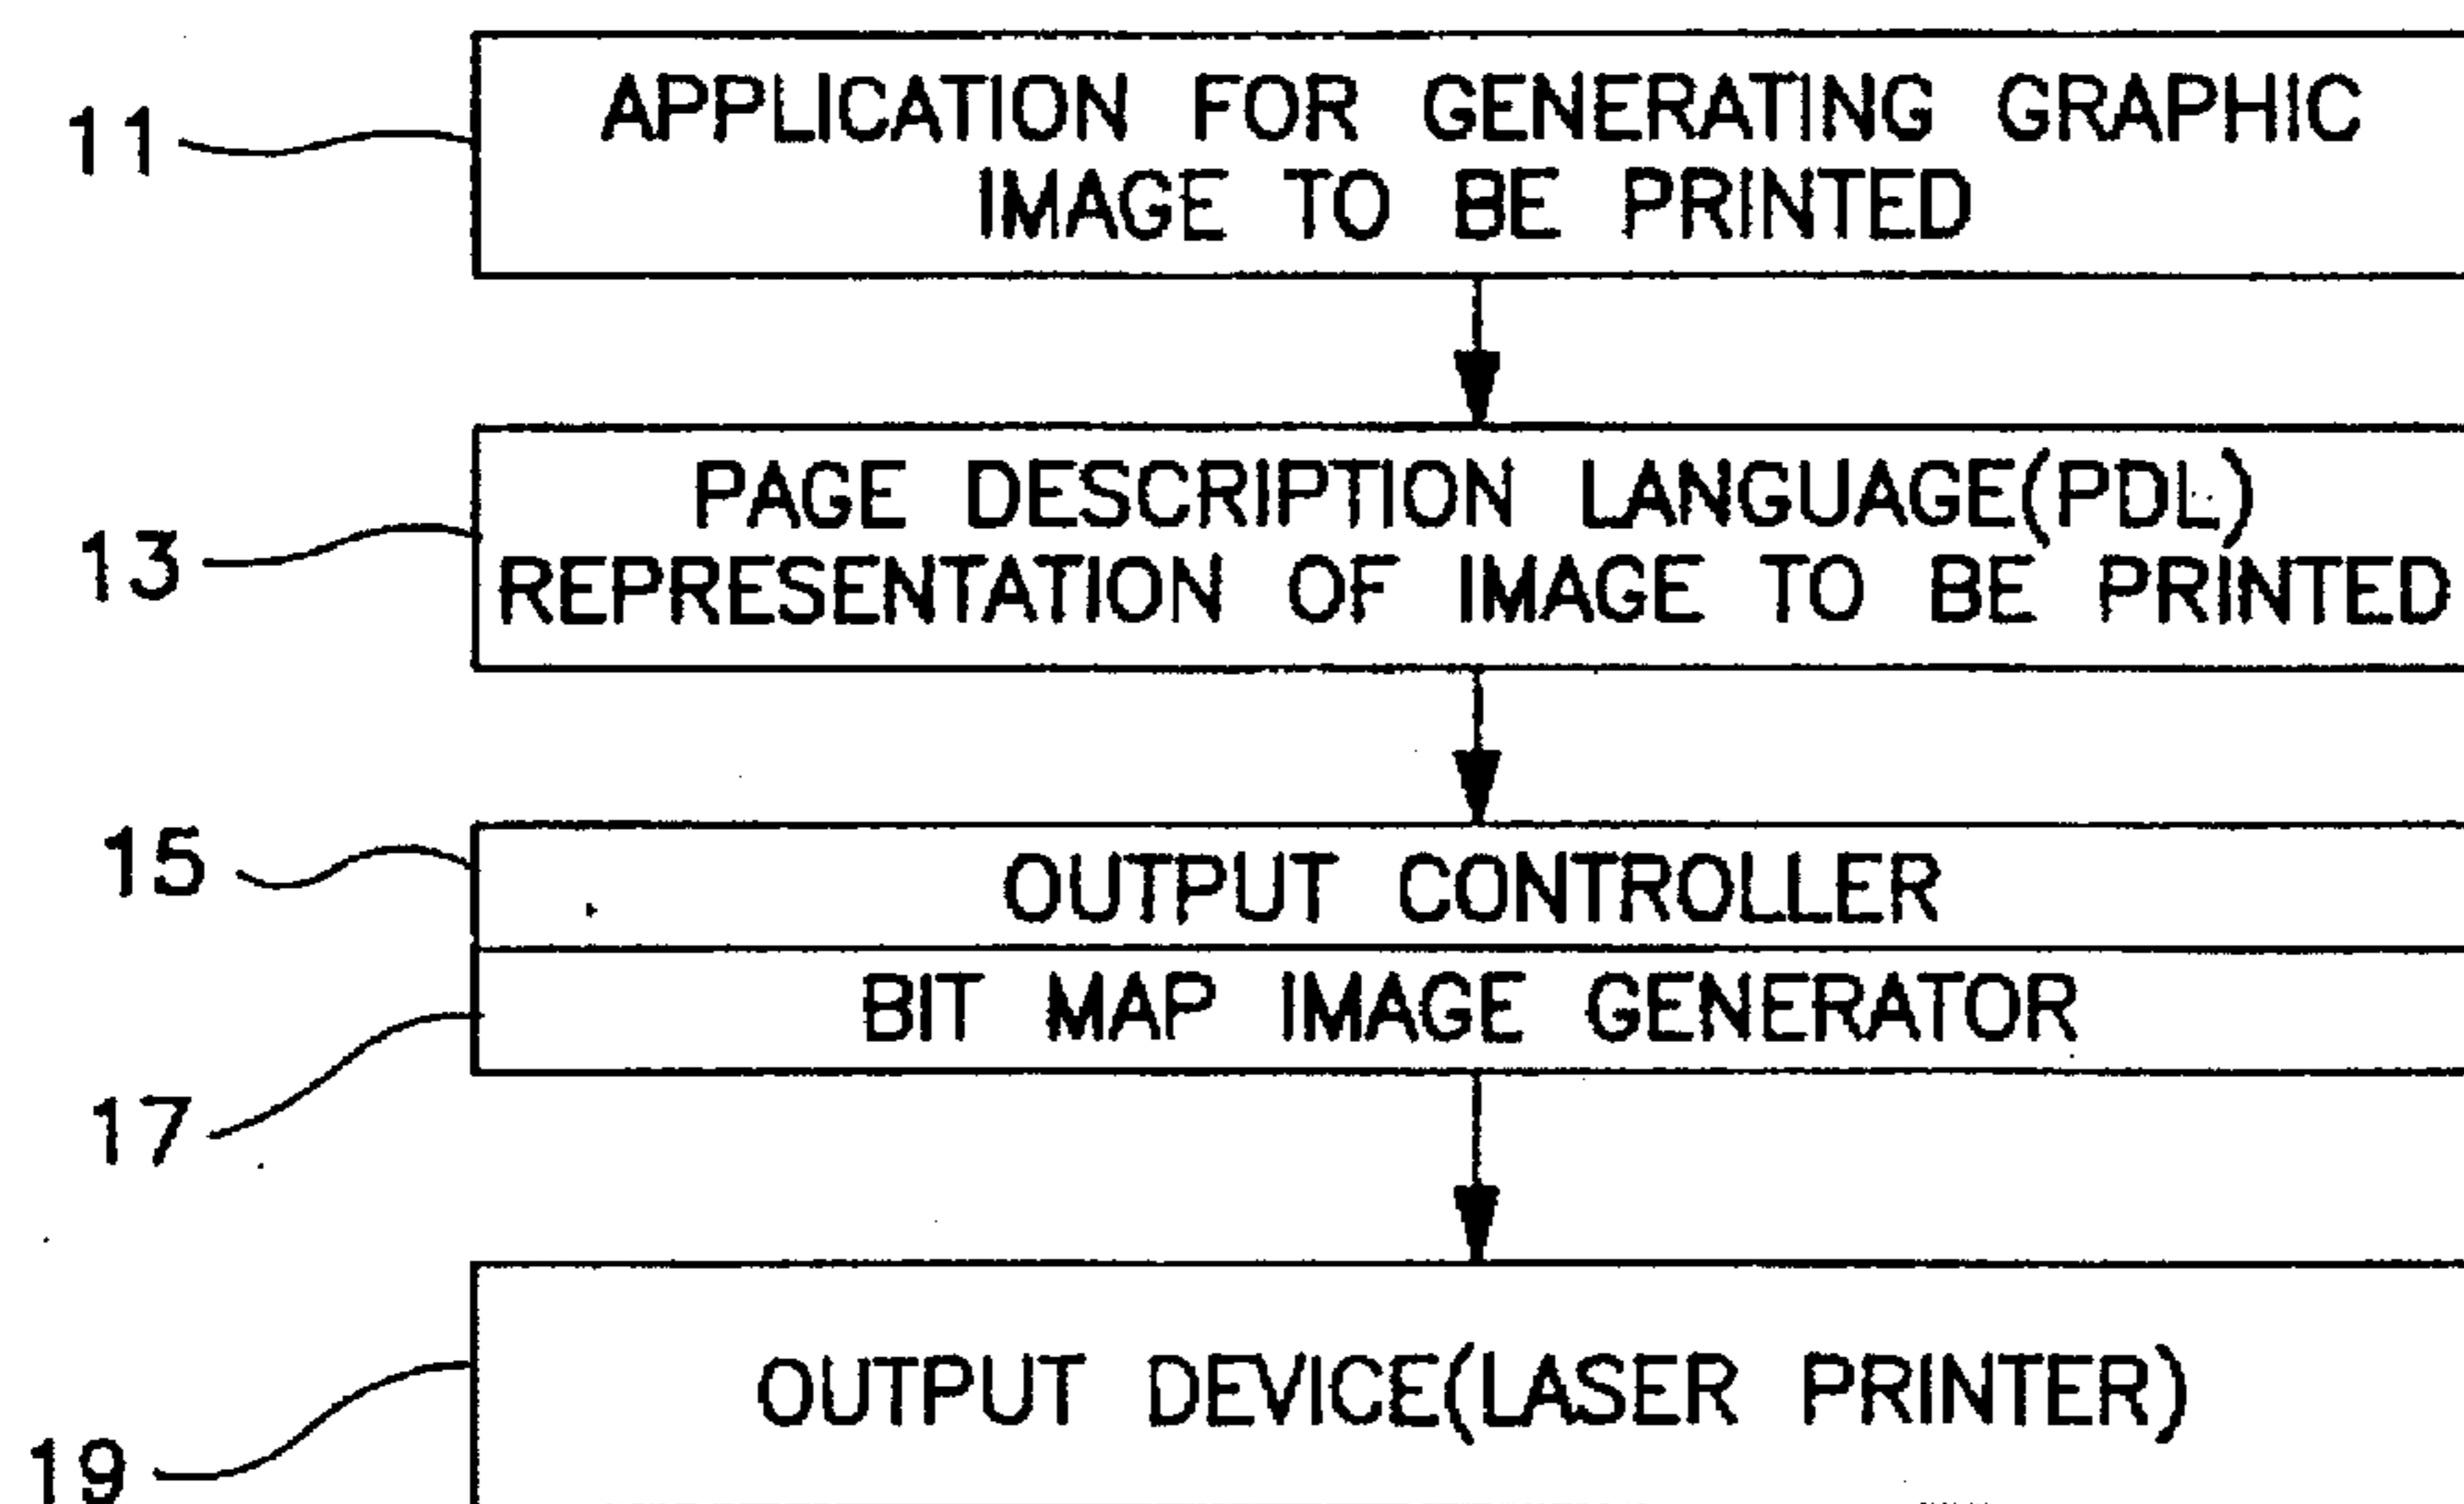 11
APPLICATION FOR GENERATING GRAPHIC
IMAGE TO BE PRINTED
13
PAGE DESCRIPTION LANGUAGE(PDL)
REPRESENTATION OF IMAGE TO BE PRINTED
15
OUTPUT CONTROLLER
BIT MAP IMAGE GENERATOR
17
OUTPUT DEVICE(LASER PRINTER)
19